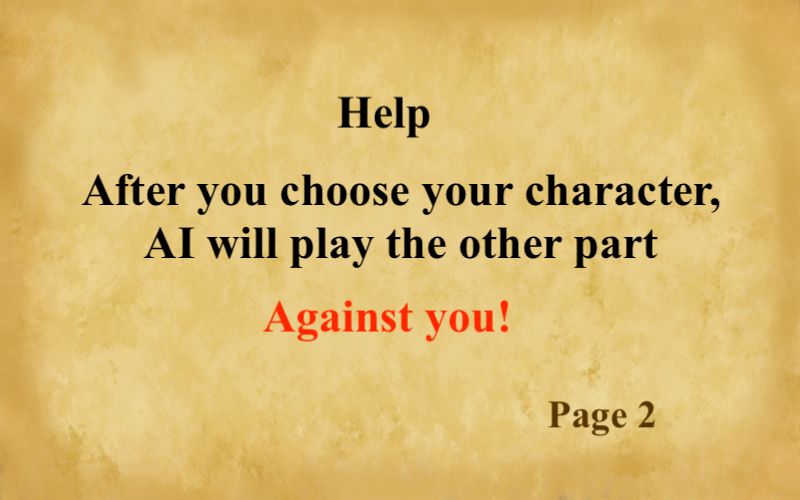 Help
After you choose your character,
AI will play the other part
Against you!
Page 2